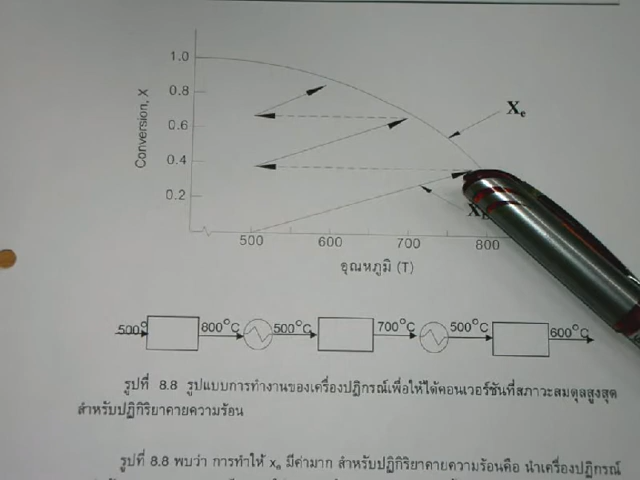 1.0
0.8
0.6
0.4
0.2
Conversion, X
Xe
500 600 700 800
อุณหภูมิ (T)
500° 800°C 500°C 700°C 500°C 600°C
รูปที่ 8.8 รูปแบบการทำงานของเครื่องปฏิกรณ์เพื่อให้ได้คอนเวอร์ชันที่สภาวะสมดุลสูงสุด
สำหรับปฏิกิริยาคายความร้อน
รูปที่ 8.8 พบว่า การทำให้ xe มีค่ามาก สำหรับปฏิกิริยาคายความร้อนคือ นำเครื่องปฏิกรณ์